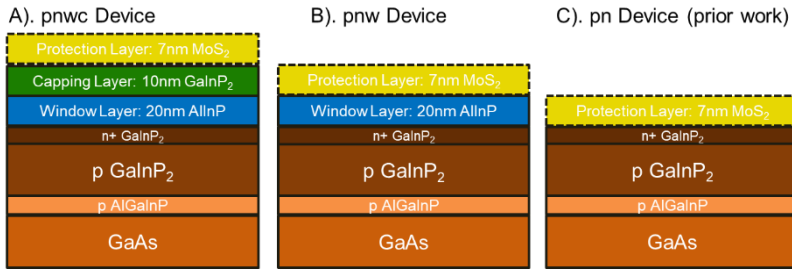 A). pnwc Device
Protection Layer: 7nm MoS₂
Capping Layer: 10nm GaInP₂
Window Layer: 20nm AlInP
n+ GaInP₂
p GaInP₂
p AlGaInP
GaAs
B). pnw Device
Protection Layer: 7nm MoS₂
Window Layer: 20nm AlInP
n+ GaInP₂
p GaInP₂
p AlGaInP
GaAs
C). pn Device (prior work)
Protection Layer: 7nm MoS₂
n+ GaInP₂
p GaInP₂
p AlGaInP
GaAs